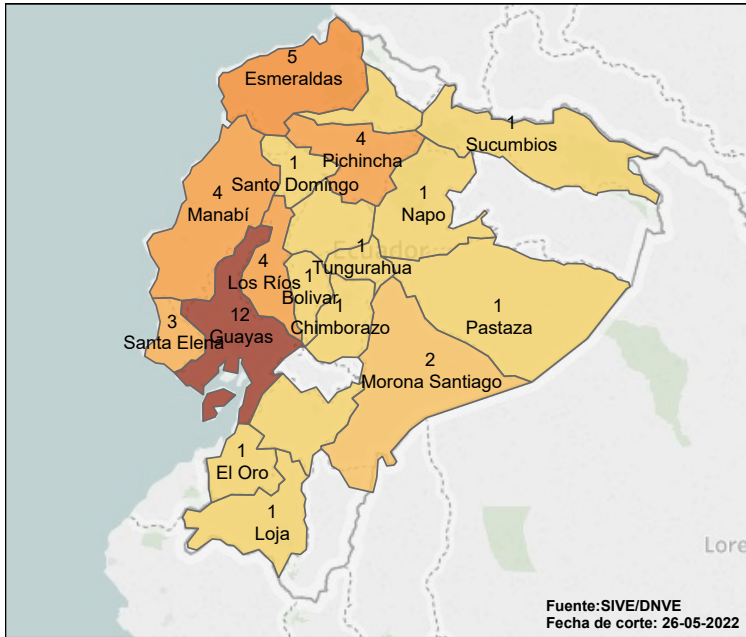 5
Esmeraldas
1
Sucumbios
4
Pichincha
1
Santo Domingo
4
Manabí
1
Napo
Ecuador
1
Tungurahua
4
Los Ríos
1
Bolivar
1
Chimborazo
1
Pastaza
12
Guayas
3
Santa Elena
2
Morona Santiago
1
El Oro
1
Loja
Lore
Fuente:SIVE/DNVE
Fecha de corte: 26-05-2022